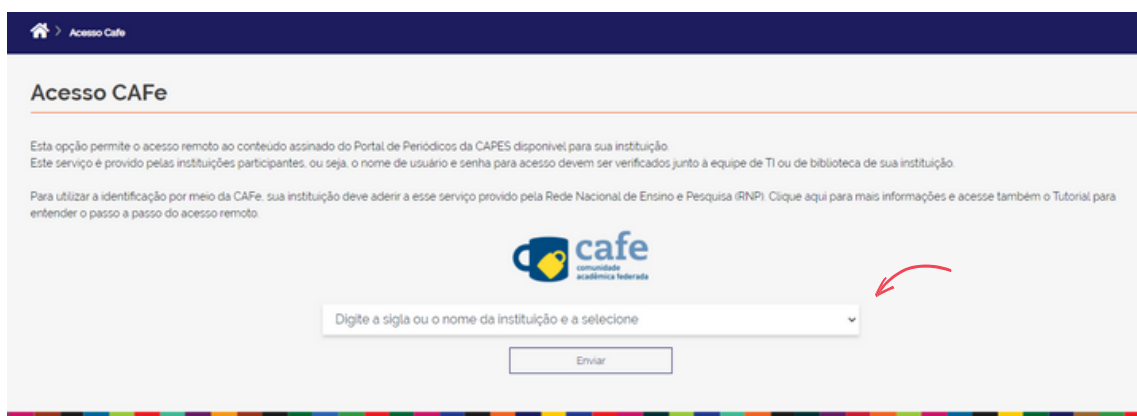 Acesso Cafe
Acesso CAFe
Esta opção permite o acesso remoto ao conteúdo assinado do Portal de Periódicos da CAPES disponível para sua instituição.
Este serviço é provido pelas instituições participantes, ou seja, o nome de usuário e senha para acesso devem ser verificados junto à equipe de TI ou de biblioteca de sua instituição.
Para utilizar a identificação por meio da CAFe, sua instituição deve aderir a esse serviço provido pela Rede Nacional de Ensino e Pesquisa (RNP). Clique aqui para mais informações e acesse também o Tutorial para
entender o passo a passo do acesso remoto.
cafe
comunidade
acadêmica federada
Digite a sigla ou o nome da instituição e a selecione
Enviar